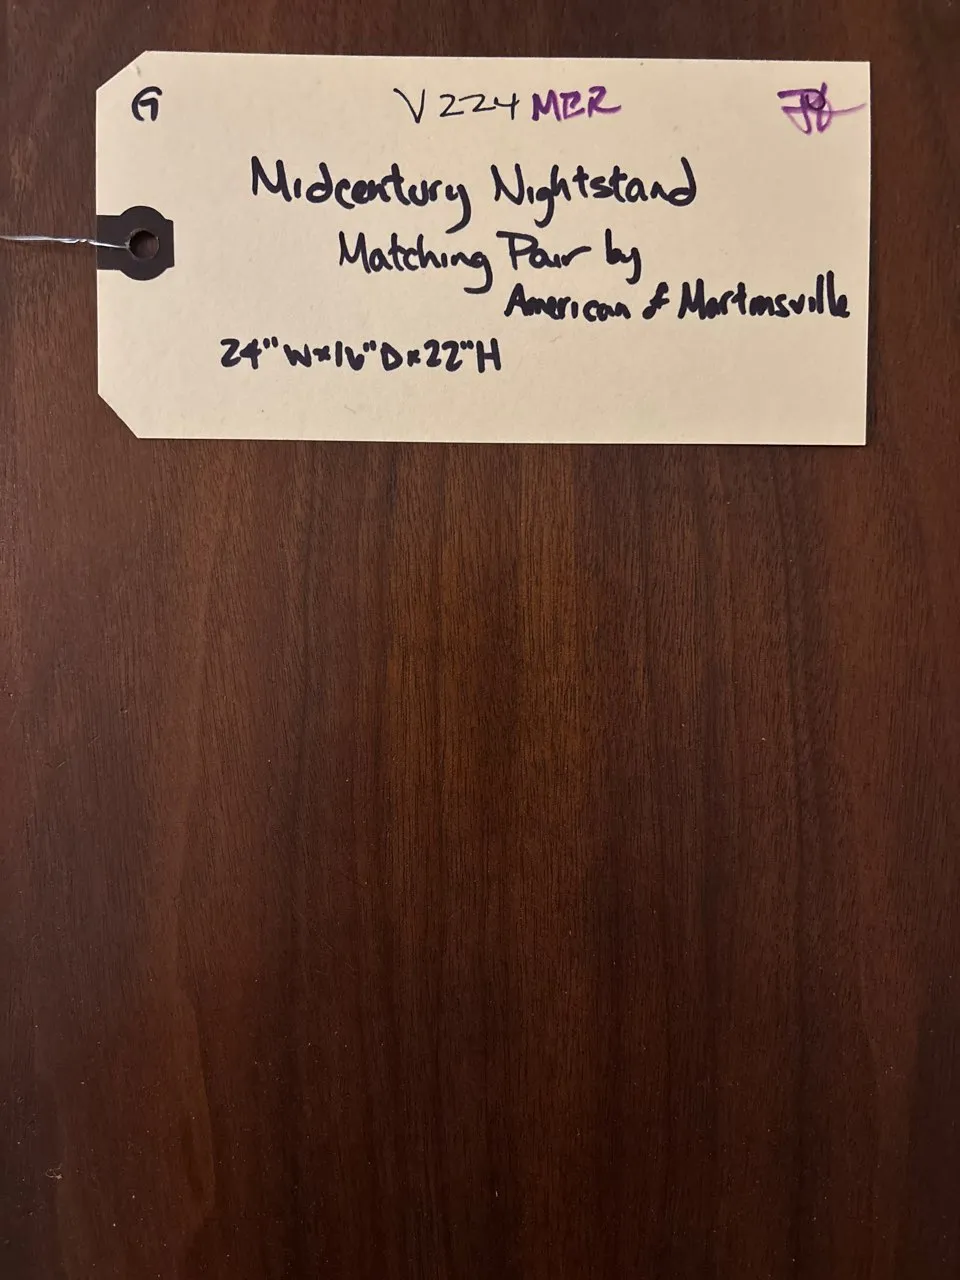 G V224 MER
Midcentury Nightstand
Matching Pair by
American of Martinsville
24"W x 16"D x 22"H